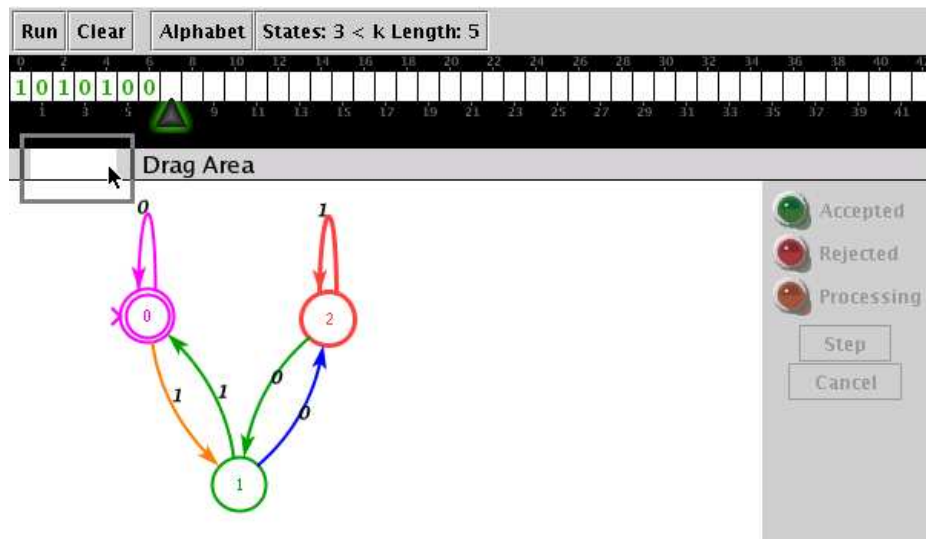 Run Clear Alphabet States: 3 < k Length: 5
0 2 4 6 8 10 12 14 16 18 20 22 24 26 28 30 32 34 36 38 40 42
1 0 1 0 1 0 0
1 3 5 9 11 13 15 17 19 21 23 25 27 29 31 33 35 37 39 41
Drag Area
0 1
0 2
1 1 0 0
1
Accepted
Rejected
Processing
Step
Cancel